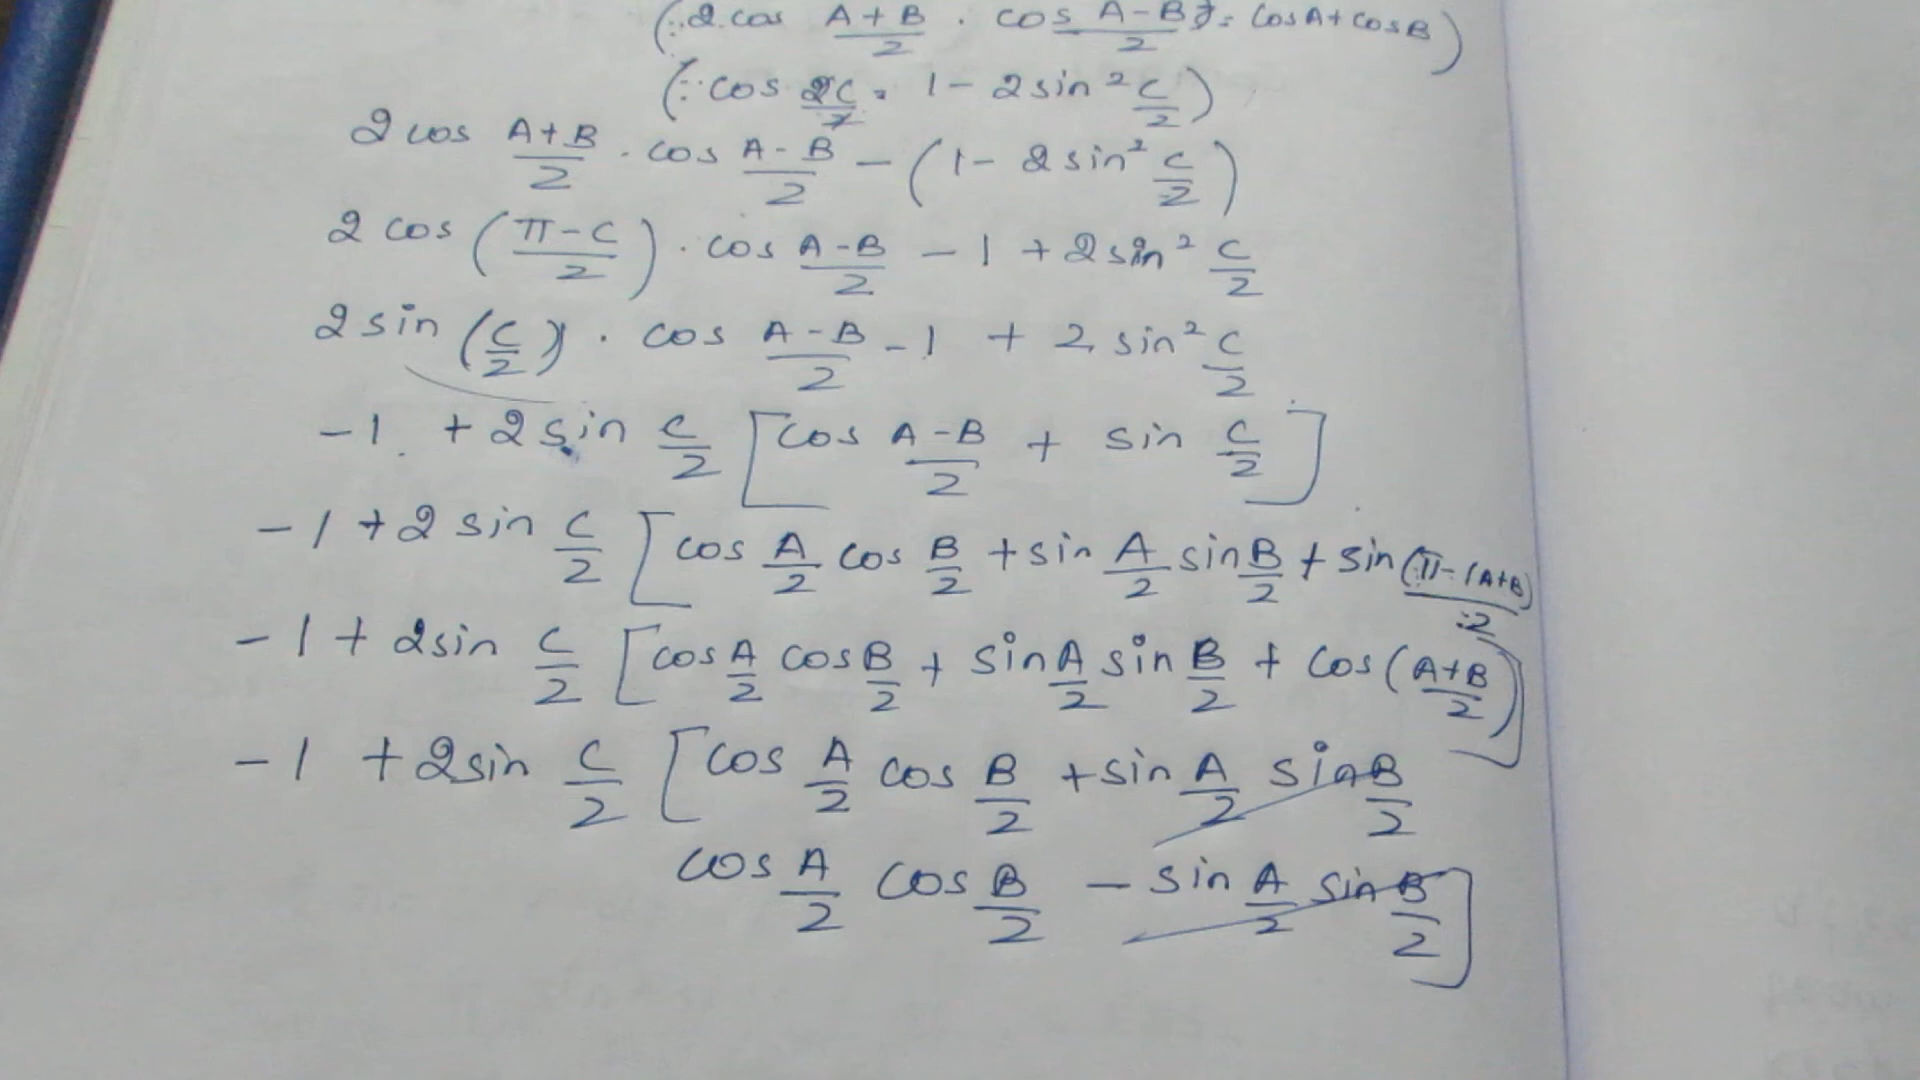 (∵ 2 cos (A+B)/2 . cos (A-B)/2 = cos A + cos B)
(∵ cos 2C/2 = 1 - 2 sin² C/2)
2 cos (A+B)/2 . cos (A-B)/2 - (1 - 2 sin² C/2)
2 cos ((π-C)/2) . cos (A-B)/2 - 1 + 2 sin² C/2
2 sin (C/2) . cos (A-B)/2 - 1 + 2 sin² C/2
-1 + 2 sin C/2 [cos (A-B)/2 + sin C/2]
-1 + 2 sin C/2 [cos A/2 cos B/2 + sin A/2 sin B/2 + sin (π-(A+B))/2
-1 + 2 sin C/2 [cos A/2 cos B/2 + sin A/2 sin B/2 + cos ((A+B)/2)]
-1 + 2 sin C/2 [cos A/2 cos B/2 + sin A/2 sin B/2
cos A/2 cos B/2 - sin A/2 sin B/2]